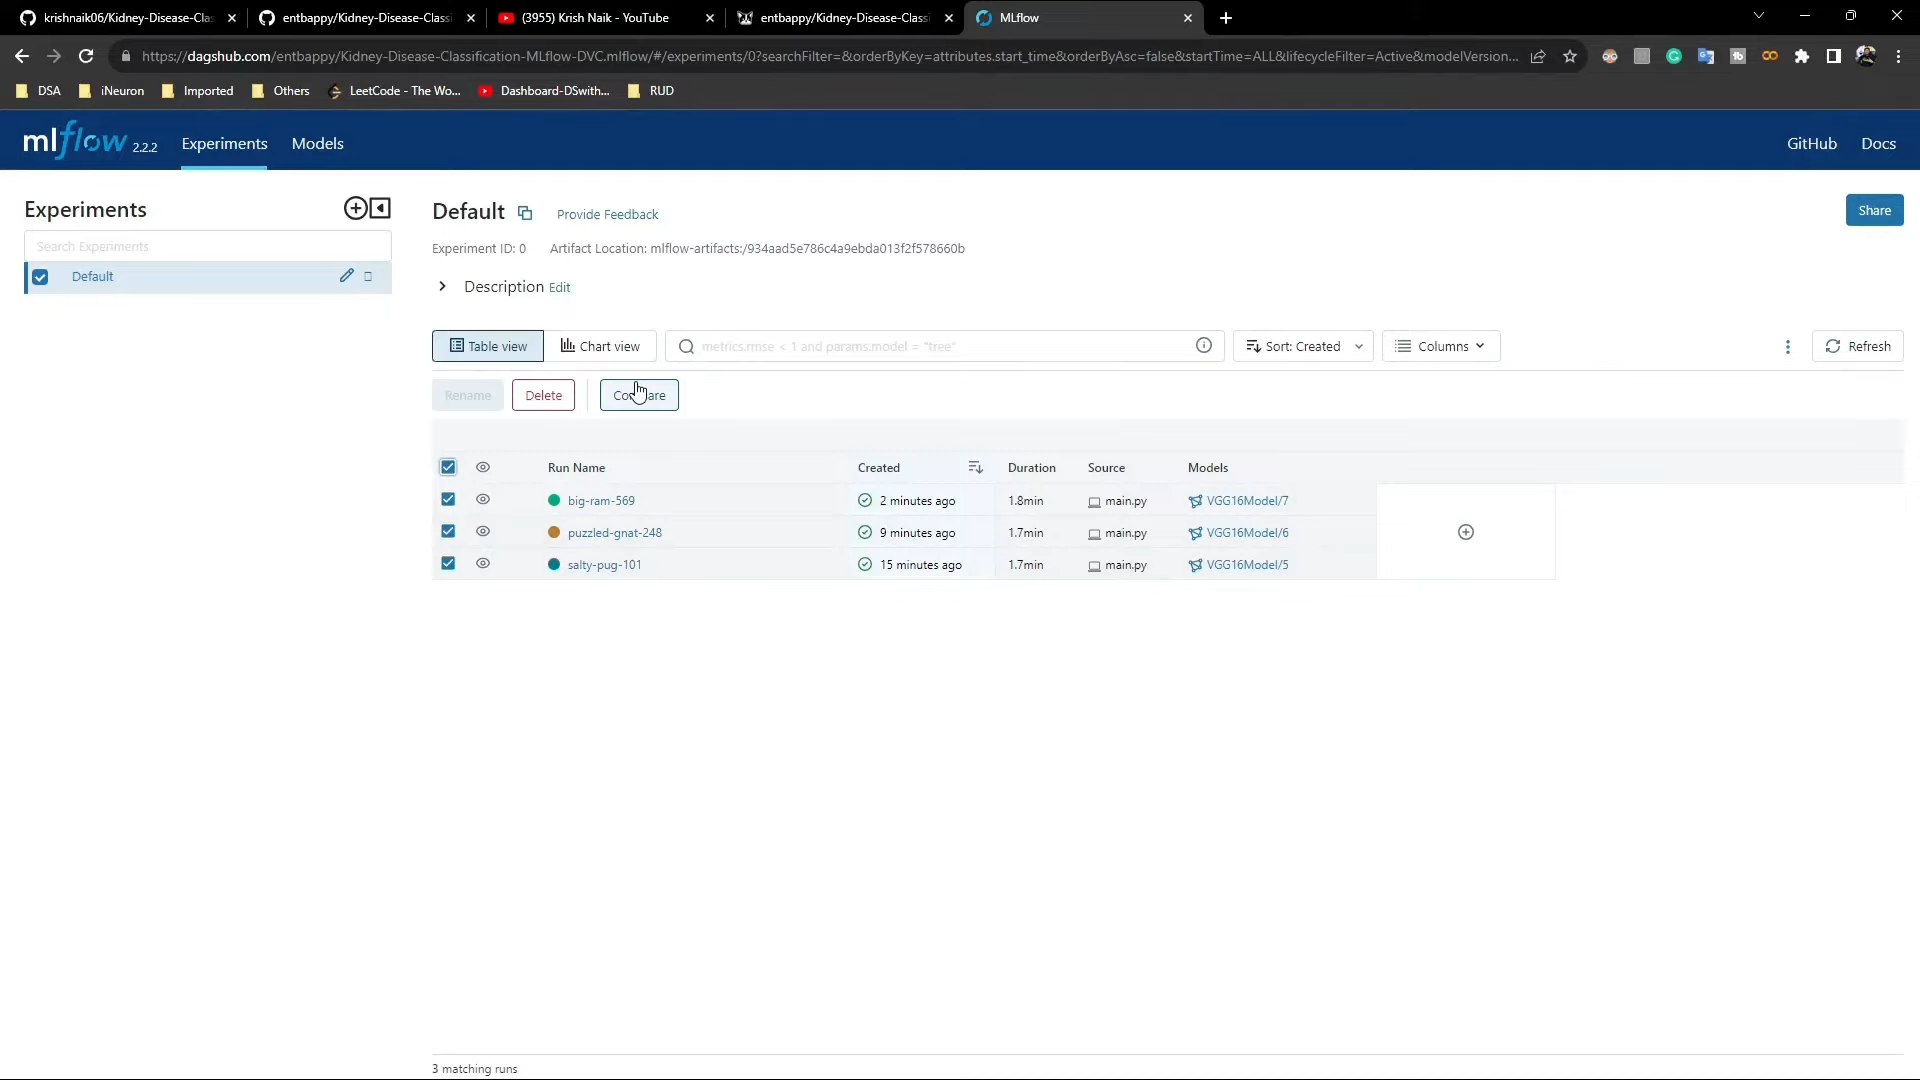 krishnaik06/Kidney-Disease-Clas
entbappy/Kidney-Disease-Classi
(3955) Krish Naik - YouTube
entbappy/Kidney-Disease-Classi
MLflow
https://dagshub.com/entbappy/Kidney-Disease-Classification-MLflow-DVC.mlflow/#/experiments/0?searchFilter=&orderByKey=attributes.start_time&orderByAsc=false&startTime=ALL&lifecycleFilter=Active&modelVersion...
DSA
iNeuron
Imported
Others
LeetCode - The Wo...
Dashboard-DSwith...
RUD
mlflow 2.2.2
Experiments
Models
GitHub
Docs
Experiments
Search Experiments
Default
Default
Provide Feedback
Share
Experiment ID: 0
Artifact Location: mlflow-artifacts:/934aad5e786c4a9ebda013f2f578660b
Description Edit
Table view
Chart view
metrics.rmse < 1 and params.model = "tree"
Sort: Created
Columns
Refresh
Rename
Delete
Compare
Run Name Created Duration Source Models
big-ram-569 2 minutes ago 1.8min main.py VGG16Model/7
puzzled-gnat-248 9 minutes ago 1.7min main.py VGG16Model/6
salty-pug-101 15 minutes ago 1.7min main.py VGG16Model/5
3 matching runs